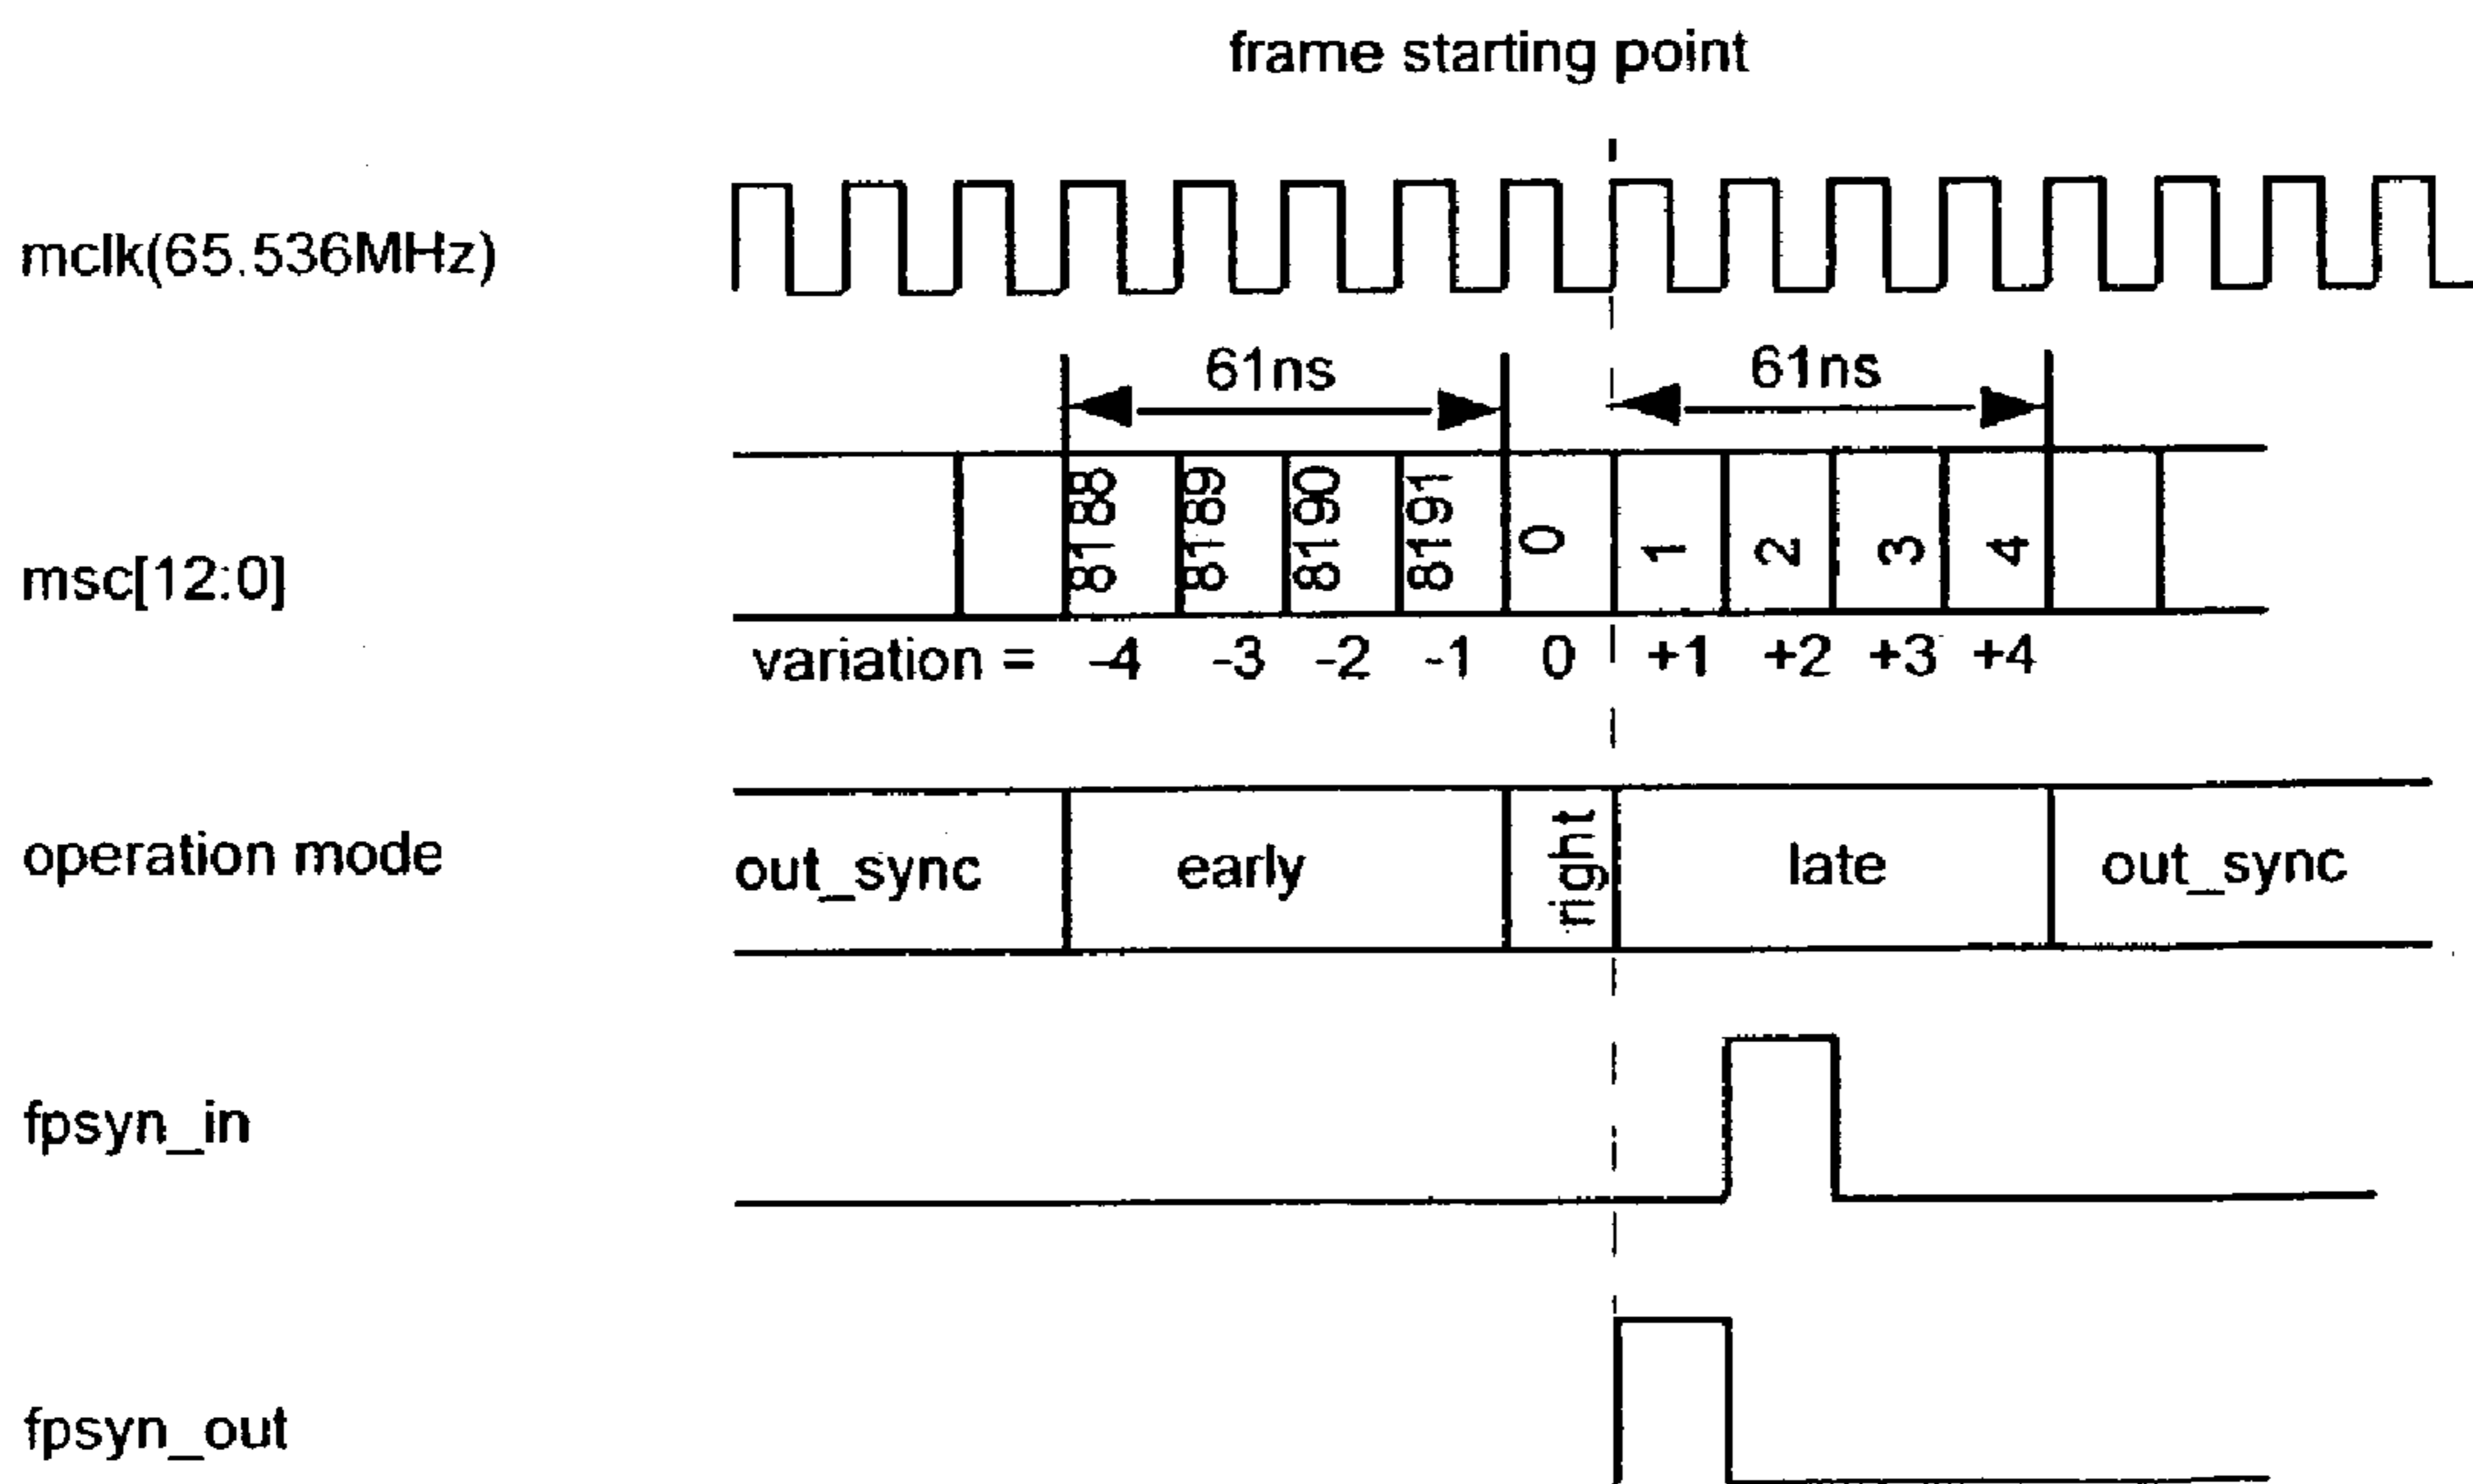 frame starting point
mclk(65.536MHz)
61ns 61ns
msc[12:0] 8188 8189 8190 8191 0 1 2 3 4
variation = -4 -3 -2 -1 0 +1 +2 +3 +4
operation mode out_sync early right late out_sync
fpsyn_in
fpsyn_out